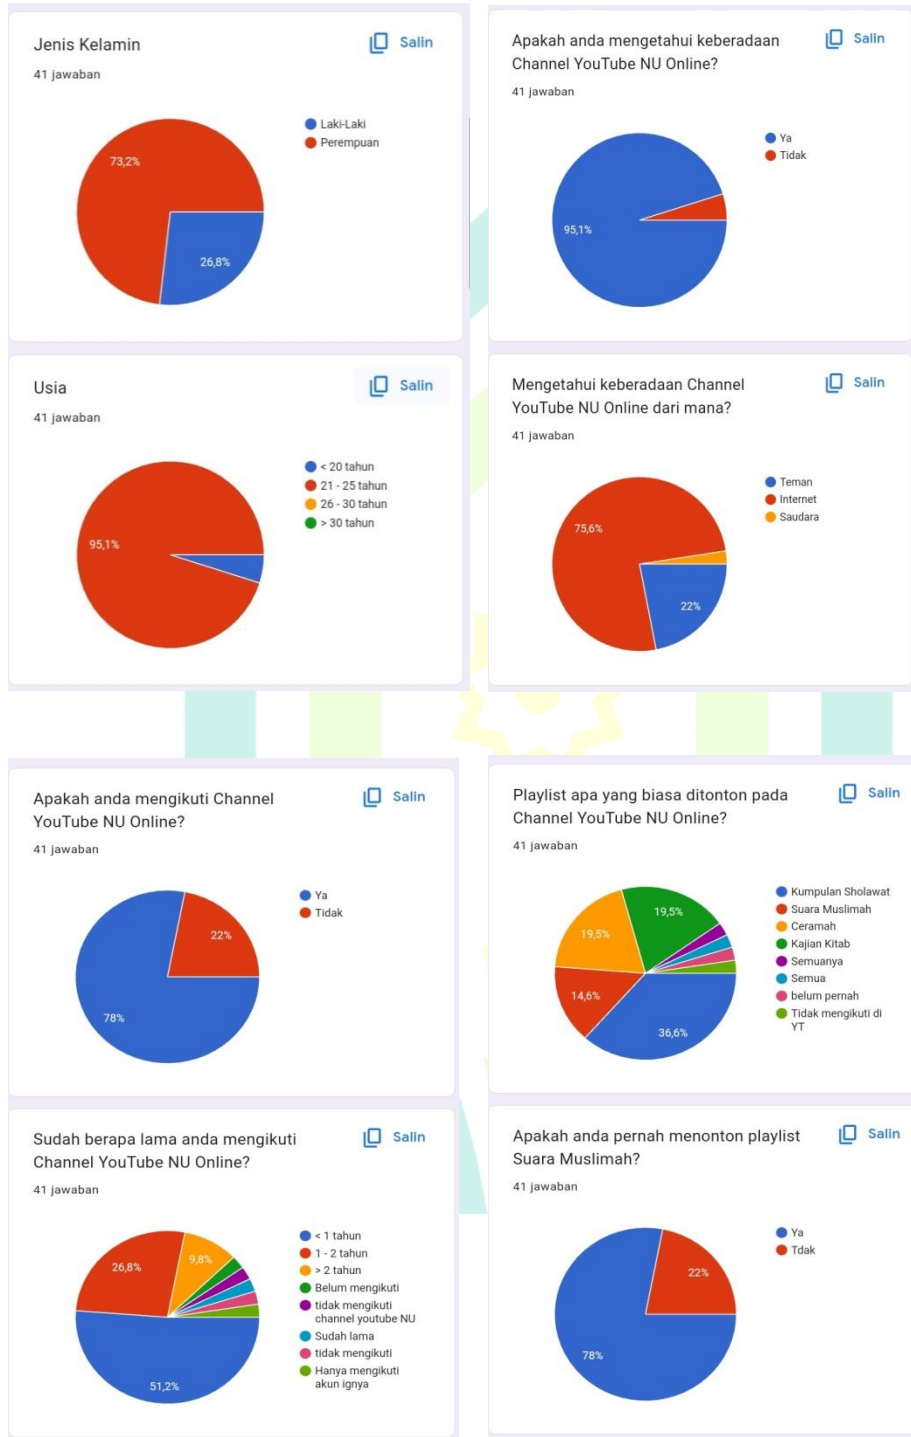 Jenis Kelamin
Salin
41 jawaban
Laki-Laki
Perempuan
73,2%
26,8%
Apakah anda mengetahui keberadaan
Channel YouTube NU Online?
Salin
41 jawaban
Ya
Tidak
95,1%
Usia
Salin
41 jawaban
< 20 tahun
21 - 25 tahun
26 - 30 tahun
> 30 tahun
95,1%
Mengetahui keberadaan Channel
YouTube NU Online dari mana?
Salin
41 jawaban
Teman
Internet
Saudara
75,6%
22%
Apakah anda mengikuti Channel
YouTube NU Online?
Salin
41 jawaban
Ya
Tidak
22%
78%
Playlist apa yang biasa ditonton pada
Channel YouTube NU Online?
Salin
41 jawaban
Kumpulan Sholawat
Suara Muslimah
Ceramah
Kajian Kitab
Semuanya
Semua
belum pernah
Tidak mengikuti di
YT
19,5%
19,5%
14,6%
36,6%
Sudah berapa lama anda mengikuti
Channel YouTube NU Online?
Salin
41 jawaban
< 1 tahun
1 - 2 tahun
> 2 tahun
Belum mengikuti
tidak mengikuti
channel youtube NU
Sudah lama
tidak mengikuti
Hanya mengikuti
akun ignya
9,8%
26,8%
51,2%
Apakah anda pernah menonton playlist
Suara Muslimah?
Salin
41 jawaban
Ya
Tdak
22%
78%